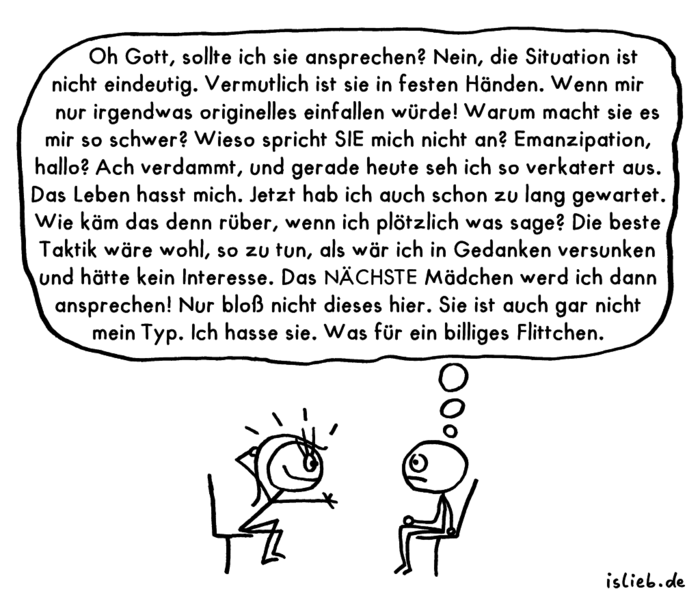 Oh Gott, sollte ich sie ansprechen? Nein, die Situation ist
nicht eindeutig. Vermutlich ist sie in festen Händen. Wenn mir
nur irgendwas originelles einfallen würde! Warum macht sie es
mir so schwer? Wieso spricht SIE mich nicht an? Emanzipation,
hallo? Ach verdammt, und gerade heute seh ich so verkatert aus.
Das Leben hasst mich. Jetzt hab ich auch schon zu lang gewartet.
Wie käm das denn rüber, wenn ich plötzlich was sage? Die beste
Taktik wäre wohl, so zu tun, als wär ich in Gedanken versunken
und hätte kein Interesse. Das NÄCHSTE Mädchen werd ich dann
ansprechen! Nur bloß nicht dieses hier. Sie ist auch gar nicht
mein Typ. Ich hasse sie. Was für ein billiges Flittchen.
islieb.de